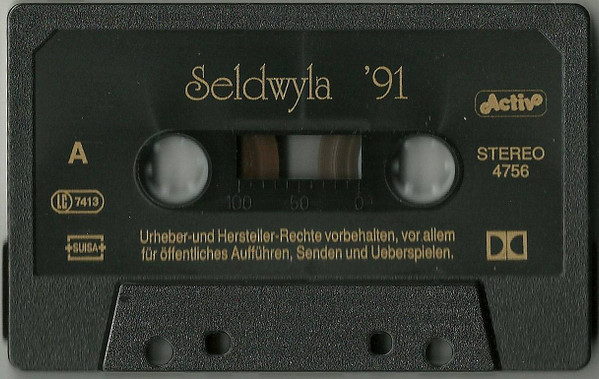 Seldwyla '91
Activ
A
STEREO
4756
LC 7413
100 50 0
+SUISA+
Urheber-und Hersteller-Rechte vorbehalten, vor allem
für öffentliches Aufführen, Senden und Ueberspielen.